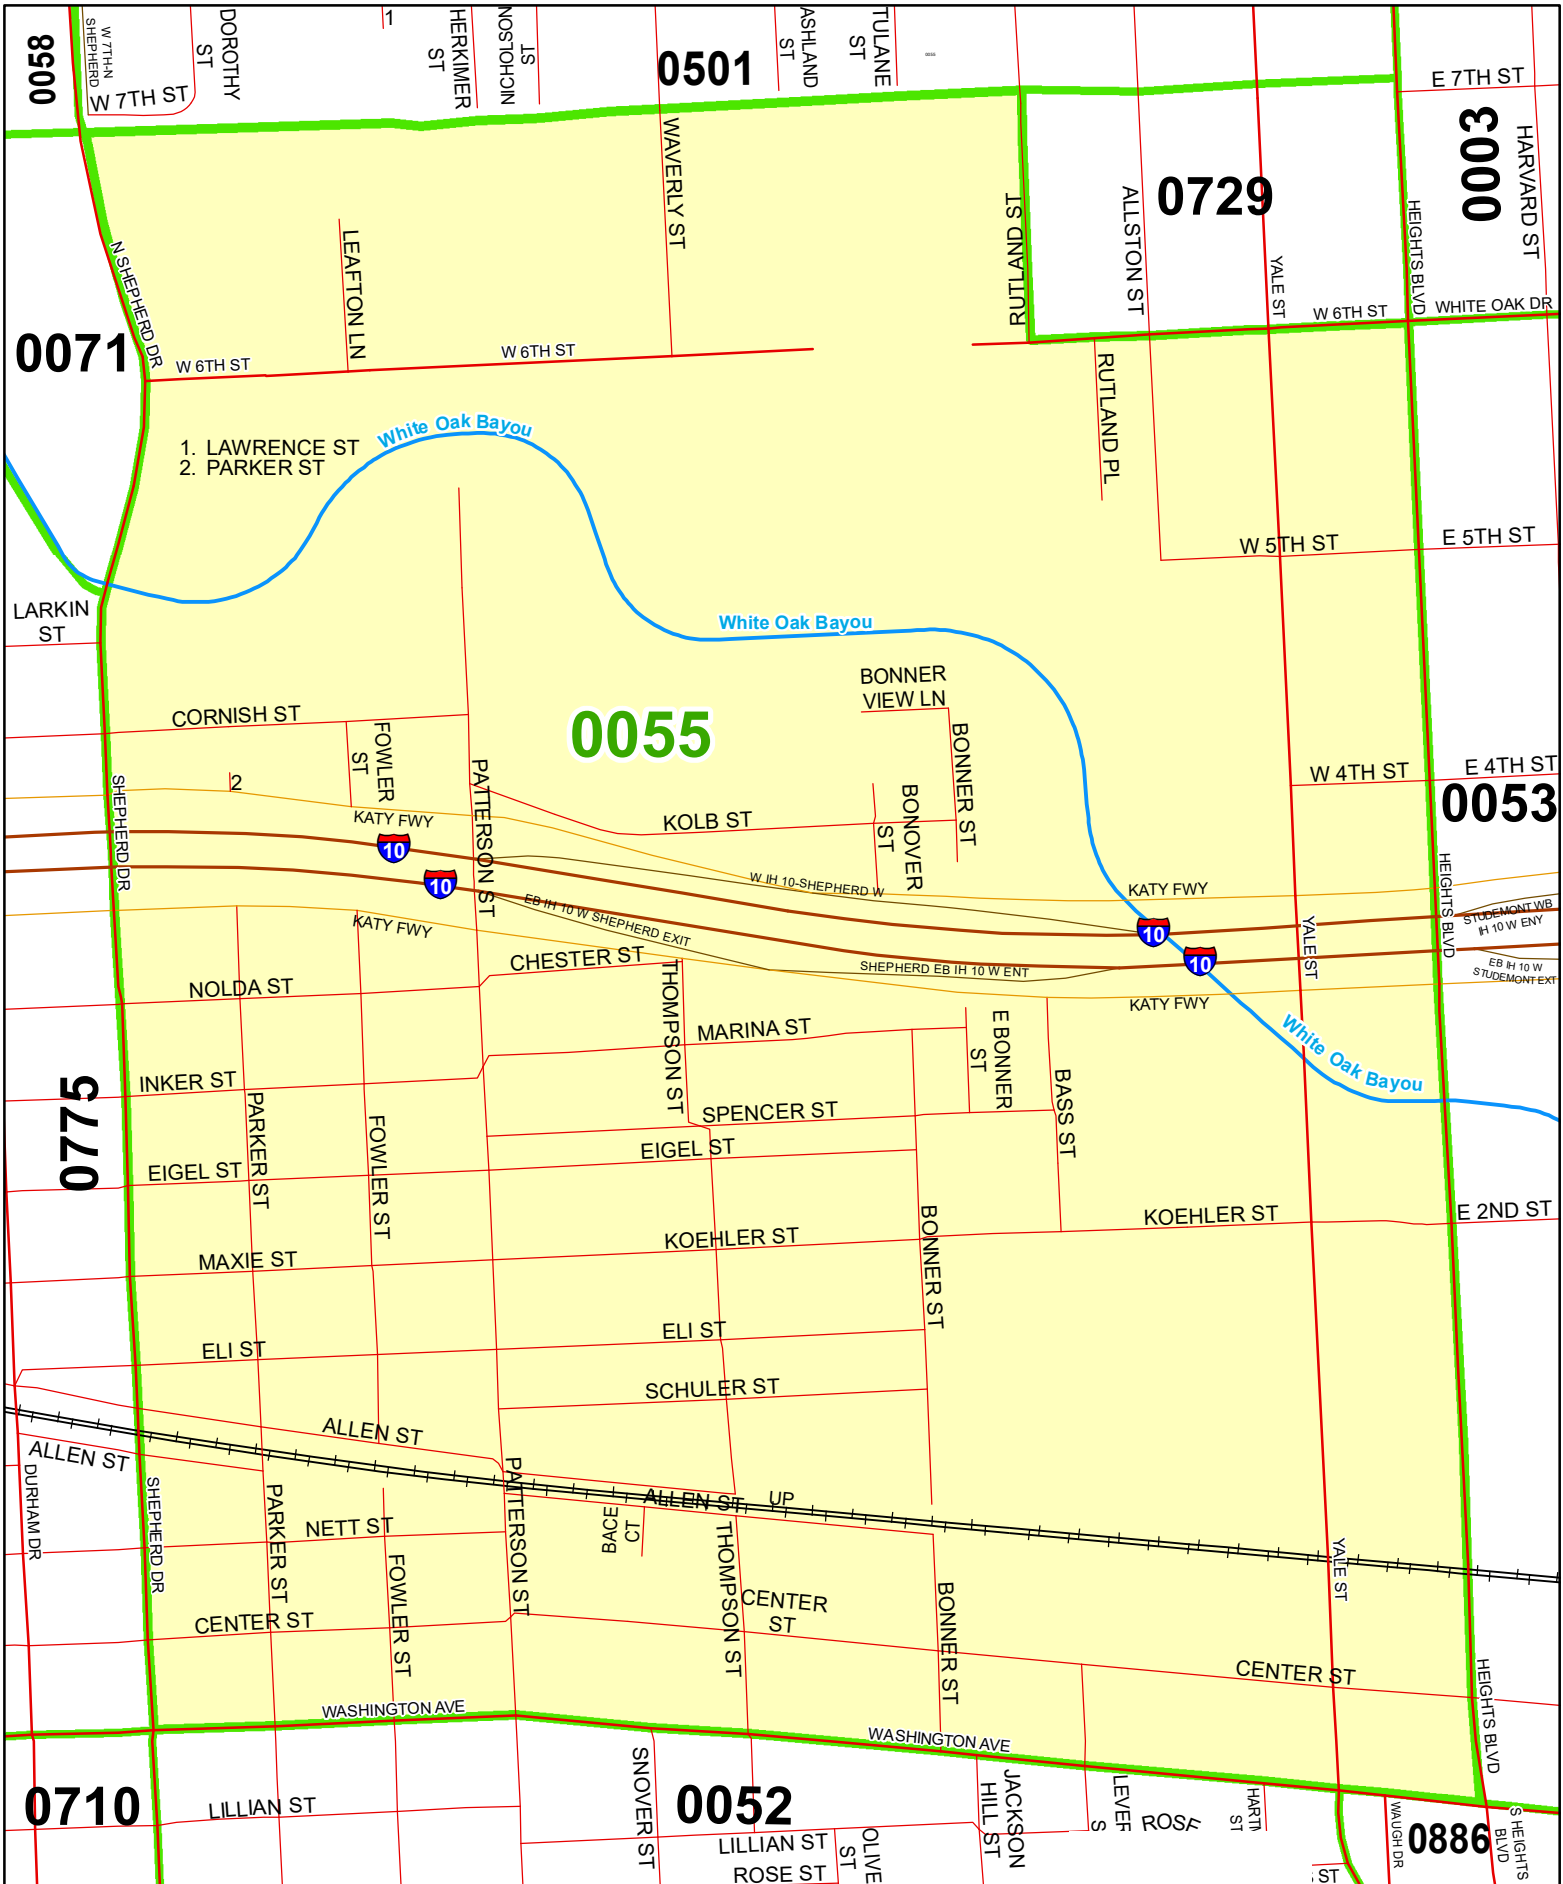 0058
W 7TH-N
SHEPHERD
DOROTHY
ST
1
HERKIMER
ST
NICHOLSON
ST
0501
ASHLAND
ST
TULANE
ST
0055
E 7TH ST
W 7TH ST
0003
HARVARD ST
WAVERLY ST
0729
ALLSTON ST
RUTLAND ST
HEIGHTS BLVD
YALE ST
N SHEPHERD DR
LEAFTON LN
0071
W 6TH ST
W 6TH ST
W 6TH ST
WHITE OAK DR
RUTLAND PL
1. LAWRENCE ST
2. PARKER ST
White Oak Bayou
W 5TH ST
E 5TH ST
LARKIN
ST
White Oak Bayou
BONNER
VIEW LN
CORNISH ST
0055
FOWLER
ST
BONNER ST
2
PATTERSON ST
SHEPHERD DR
W 4TH ST
E 4TH ST
0053
KATY FWY
KOLB ST
BONOVER
ST
10
10
W IH 10-SHEPHERD W
KATY FWY
HEIGHTS BLVD
EB IH 10 W SHEPHERD EXIT
KATY FWY
STUDEMONT WB
IH 10 W ENY
10
10
YALE ST
CHESTER ST
SHEPHERD EB IH 10 W ENT
EB IH 10 W
STUDEMONT EXT
NOLDA ST
THOMPSON ST
KATY FWY
MARINA ST
E BONNER
ST
White Oak Bayou
0775
INKER ST
PARKER ST
FOWLER ST
BASS ST
SPENCER ST
EIGEL ST
EIGEL ST
BONNER ST
KOEHLER ST
E 2ND ST
KOEHLER ST
MAXIE ST
ELI ST
ELI ST
SCHULER ST
ALLEN ST
ALLEN ST
DURHAM DR
SHEPHERD DR
PARKER ST
PATTERSON ST
ALLEN ST
UP
BACE
CT
NETT ST
THOMPSON ST
YALE ST
FOWLER ST
CENTER
ST
BONNER ST
CENTER ST
CENTER ST
HEIGHTS BLVD
WASHINGTON AVE
WASHINGTON AVE
SNOVER ST
0710
LILLIAN ST
0052
JACKSON
HILL ST
LEVER
S
ROSE
ST
WAUGH DR
0886
S HEIGHTS
BLVD
LILLIAN ST
OLIVE
ST
ROSE ST
ST